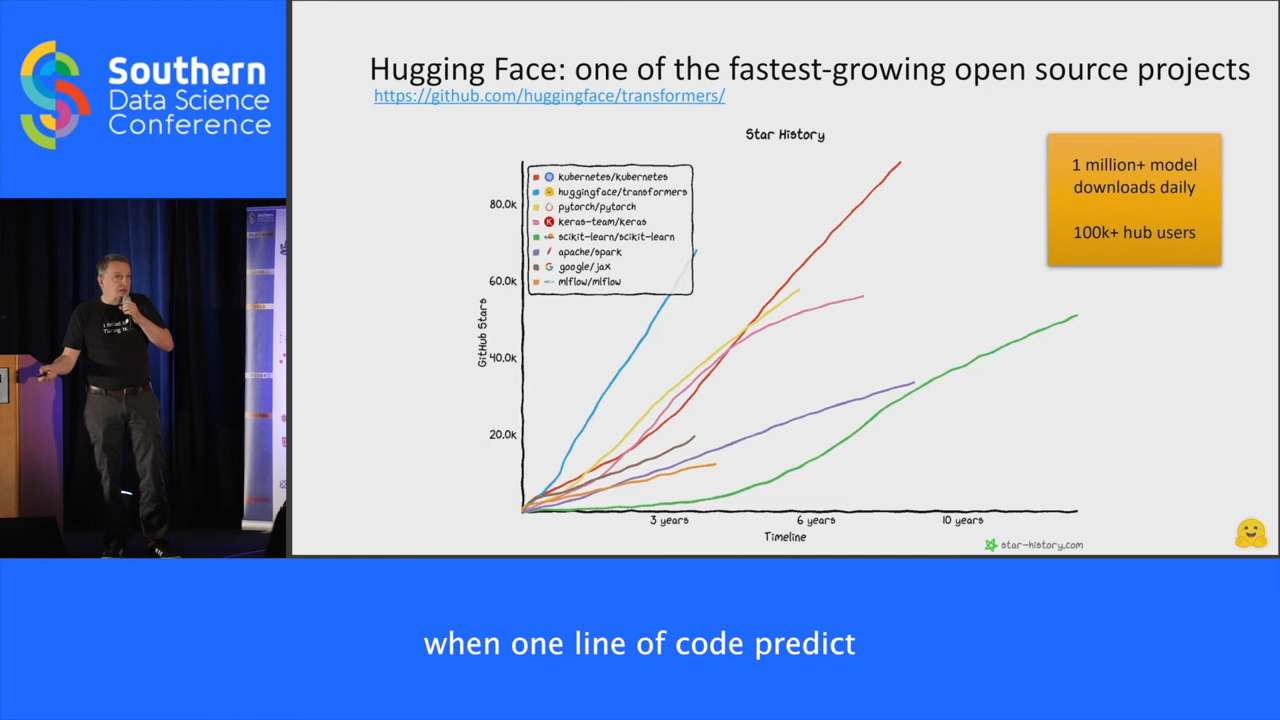 Southern
Data Science
Conference
Hugging Face: one of the fastest-growing open source projects
https://github.com/huggingface/transformers/
Star History
kubernetes/kubernetes
huggingface/transformers
pytorch/pytorch
keras-team/keras
scikit-learn/scikit-learn
apache/spark
google/jax
mlflow/mlflow
80.0k
60.0k
40.0k
20.0k
GitHub Stars
3 years
6 years
10 years
Timeline
star-history.com
1 million+ model
downloads daily
100k+ hub users
when one line of code predict